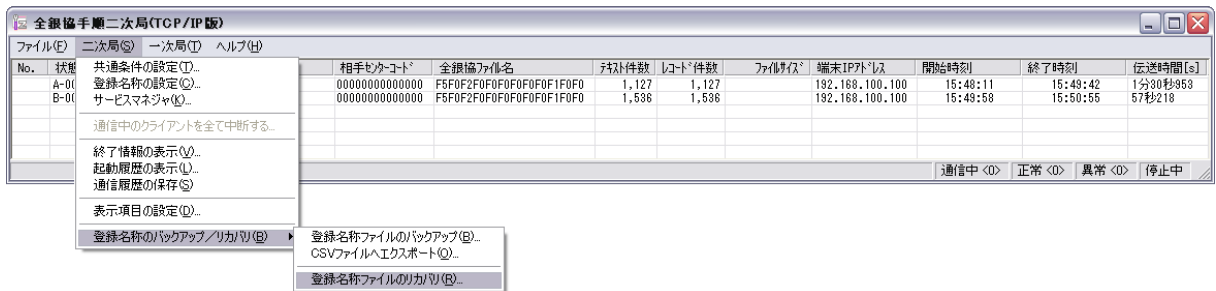 全銀協手順二次局(TCP/IP版)
ファイル(F) 二次局(S) 一次局(T) ヘルプ(H)
No. 状態 相手センターコード 全銀協ファイル名 テキスト件数 レコード件数 ファイルサイズ 端末IPアドレス 開始時刻 終了時刻 伝送時間[s]
A-00 00000000000000 F5F0F2F0F0F0F0F0F1F0F0 1,127 1,127 192.168.100.100 15:48:11 15:49:42 1分30秒953
B-00 00000000000000 F5F0F2F0F0F0F0F0F1F0F0 1,536 1,536 192.168.100.100 15:49:58 15:50:55 57秒218
共通条件の設定(T)...
登録名称の設定(C)...
サービスマネジャ(K)...
通信中のクライアントを全て中断する...
終了情報の表示(V)...
起動履歴の表示(L)...
通信履歴の保存(S)
表示項目の設定(D)...
登録名称のバックアップ/リカバリ(B)
通信中 <0> 正常 <0> 異常 <0> 停止中
登録名称ファイルのバックアップ(B)...
CSVファイルへエクスポート(O)...
登録名称ファイルのリカバリ(R)...